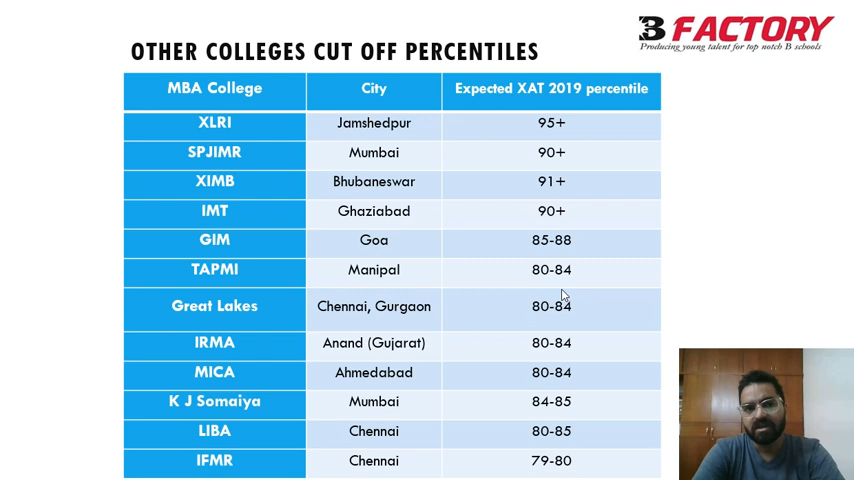 B FACTORY
Producing young talent for top notch B schools
OTHER COLLEGES CUT OFF PERCENTILES
MBA College City Expected XAT 2019 percentile
XLRI Jamshedpur 95+
SPJIMR Mumbai 90+
XIMB Bhubaneswar 91+
IMT Ghaziabad 90+
GIM Goa 85-88
TAPMI Manipal 80-84
Great Lakes Chennai, Gurgaon 80-84
IRMA Anand (Gujarat) 80-84
MICA Ahmedabad 80-84
K J Somaiya Mumbai 84-85
LIBA Chennai 80-85
IFMR Chennai 79-80